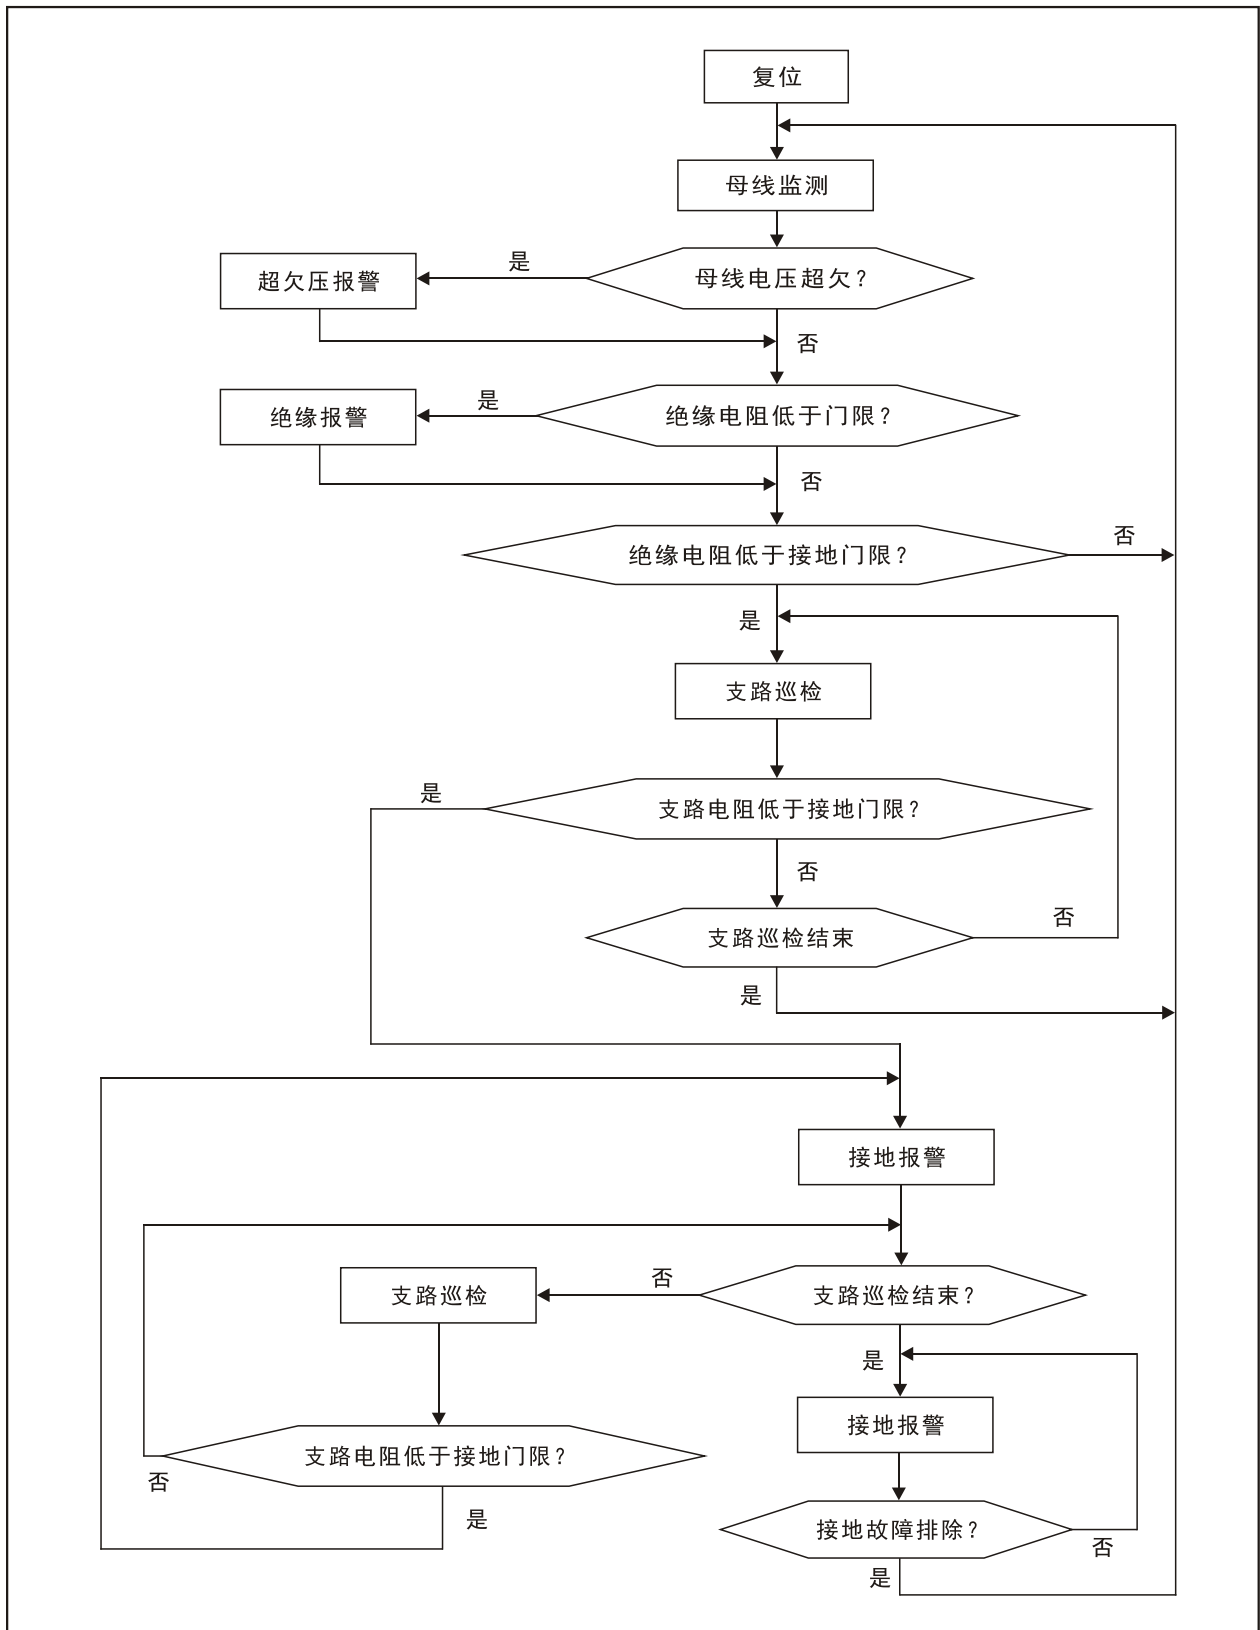 复位
母线监测
是
母线电压超欠？
超欠压报警
否
是
绝缘电阻低于门限？
绝缘报警
否
绝缘电阻低于接地门限？
否
是
支路巡检
是
支路电阻低于接地门限？
否
支路巡检结束
否
是
接地报警
否
支路巡检
支路巡检结束？
是
接地报警
支路电阻低于接地门限？
否
是
接地故障排除？
否
是